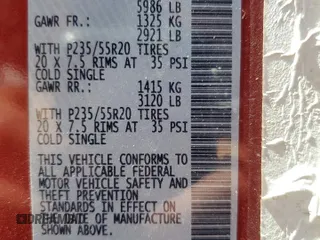 5986 LB
GAWR FR.: 1325 KG
2921 LB
WITH P235/55R20 TIRES
20 X 7.5 RIMS AT 35 PSI
COLD SINGLE
GAWR RR.: 1415 KG
3120 LB
WITH P235/55R20 TIRES
20 X 7.5 RIMS AT 35 PSI
COLD SINGLE
THIS VEHICLE CONFORMS TO
ALL APPLICABLE FEDERAL
MOTOR VEHICLE SAFETY AND
THEFT PREVENTION
STANDARDS IN EFFECT ON
DATE OF MANUFACTURE
SHOWN ABOVE.